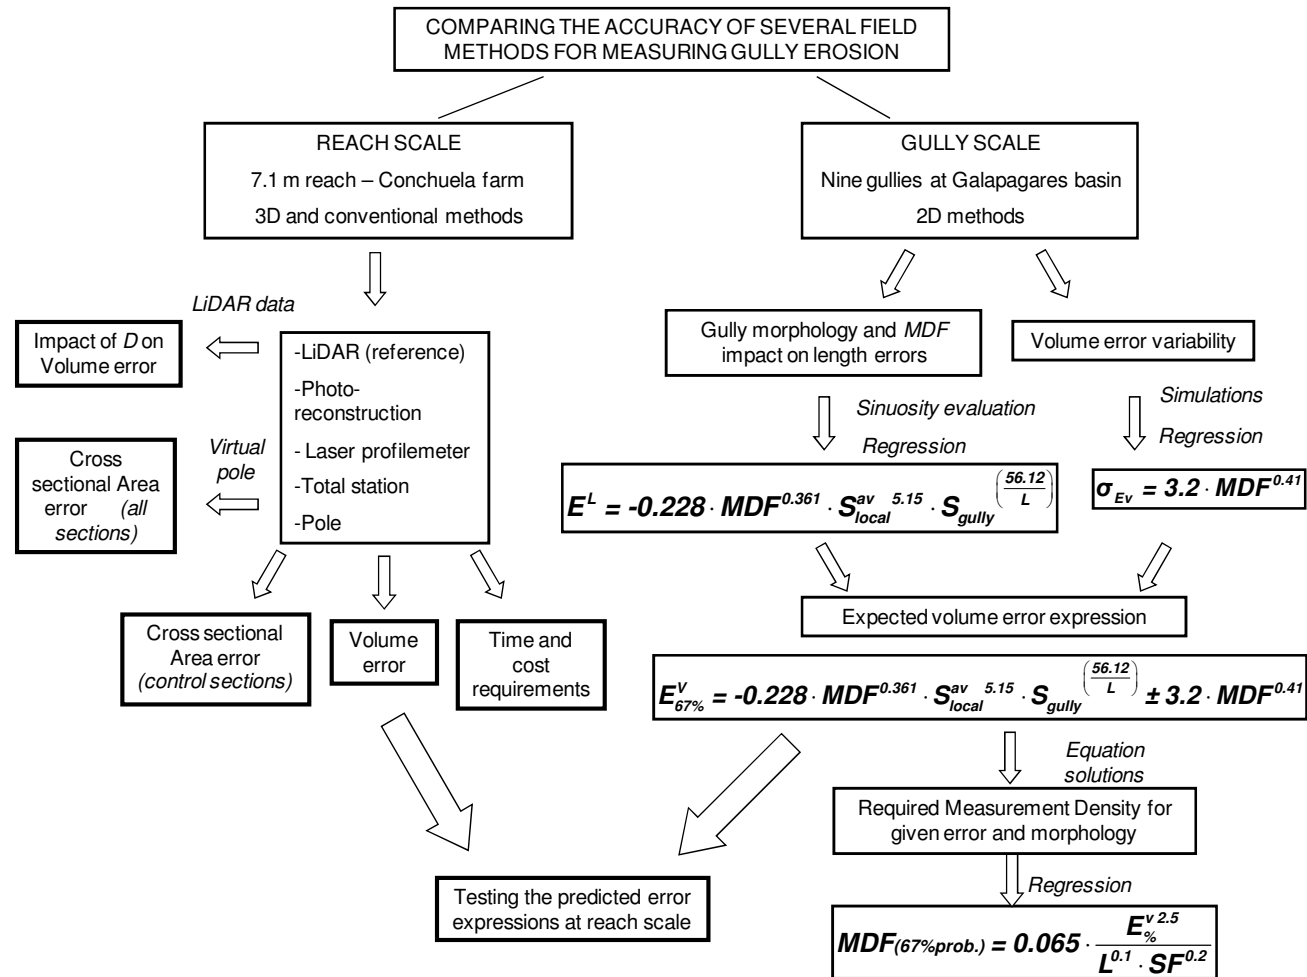 COMPARING THE ACCURACY OF SEVERAL FIELD
METHODS FOR MEASURING GULLY EROSION
REACH SCALE
7.1 m reach – Conchuela farm
3D and conventional methods
GULLY SCALE
Nine gullies at Galapagares basin
2D methods
LiDAR data
Impact of D on
Volume error
-LiDAR (reference)
-Photo-
reconstruction
- Laser profilemeter
-Total station
-Pole
Virtual
pole
Cross
sectional Area
error (all
sections)
Cross sectional
Area error
(control sections)
Volume
error
Time and
cost
requirements
Gully morphology and MDF
impact on length errors
Volume error variability
Sinuosity evaluation
Regression
Simulations
Regression
E^L = -0.228 · MDF^0.361 · S_local^av 5.15 · S_gully^(56.12/L)
σ_Ev = 3.2 · MDF^0.41
Expected volume error expression
E_67%^V = -0.228 · MDF^0.361 · S_local^av 5.15 · S_gully^(56.12/L) ± 3.2 · MDF^0.41
Equation
solutions
Required Measurement Density for
given error and morphology
Regression
Testing the predicted error
expressions at reach scale
MDF(67%prob.) = 0.065 · E_%^v 2.5 / L^0.1 · SF^0.2